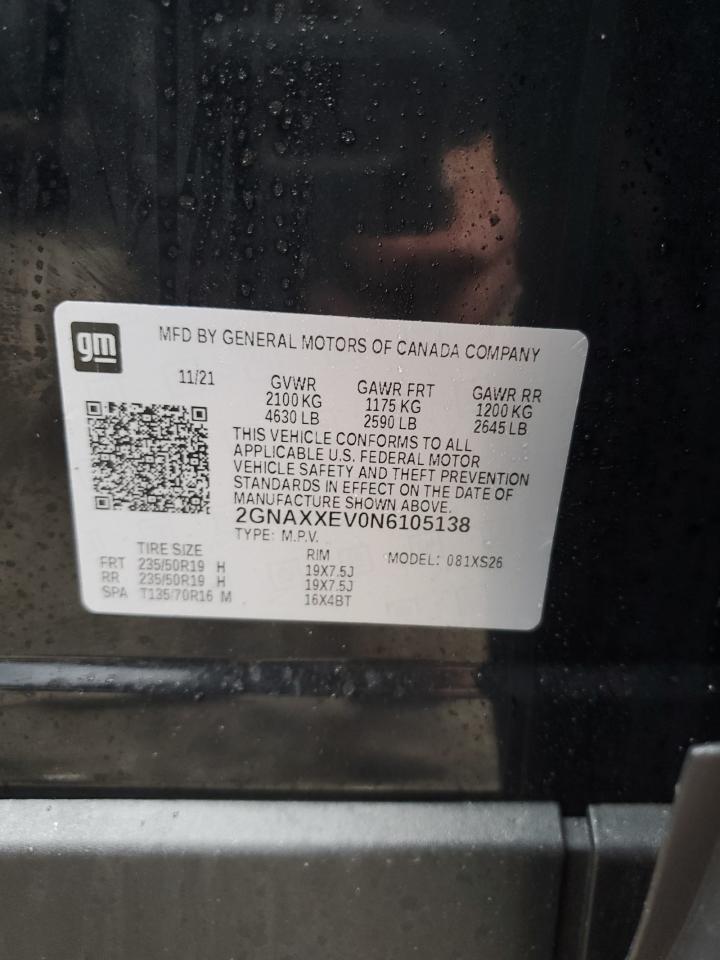 gm
MFD BY GENERAL MOTORS OF CANADA COMPANY
11/21
GVWR GAWR FRT GAWR RR
2100 KG 1175 KG 1200 KG
4630 LB 2590 LB 2645 LB
THIS VEHICLE CONFORMS TO ALL
APPLICABLE U.S. FEDERAL MOTOR
VEHICLE SAFETY AND THEFT PREVENTION
STANDARDS IN EFFECT ON THE DATE OF
MANUFACTURE SHOWN ABOVE.
2GNAXXEV0N6105138
TYPE: M.P.V.
TIRE SIZE RIM MODEL: 081XS26
FRT 235/50R19 H 19X7.5J
RR 235/50R19 H 19X7.5J
SPA T135/70R16 M 16X4BT